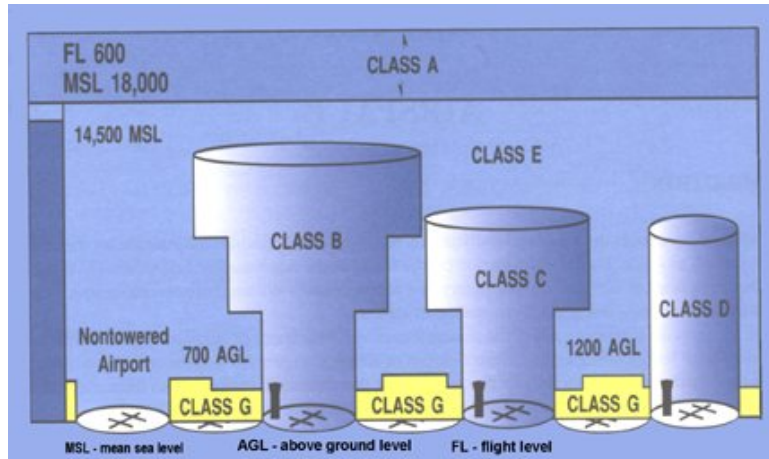 FL 600
MSL 18,000
CLASS A
14,500 MSL
CLASS E
CLASS B
CLASS C
CLASS D
Nontowered
Airport
700 AGL
1200 AGL
CLASS G
CLASS G
CLASS G
MSL - mean sea level
AGL - above ground level
FL - flight level